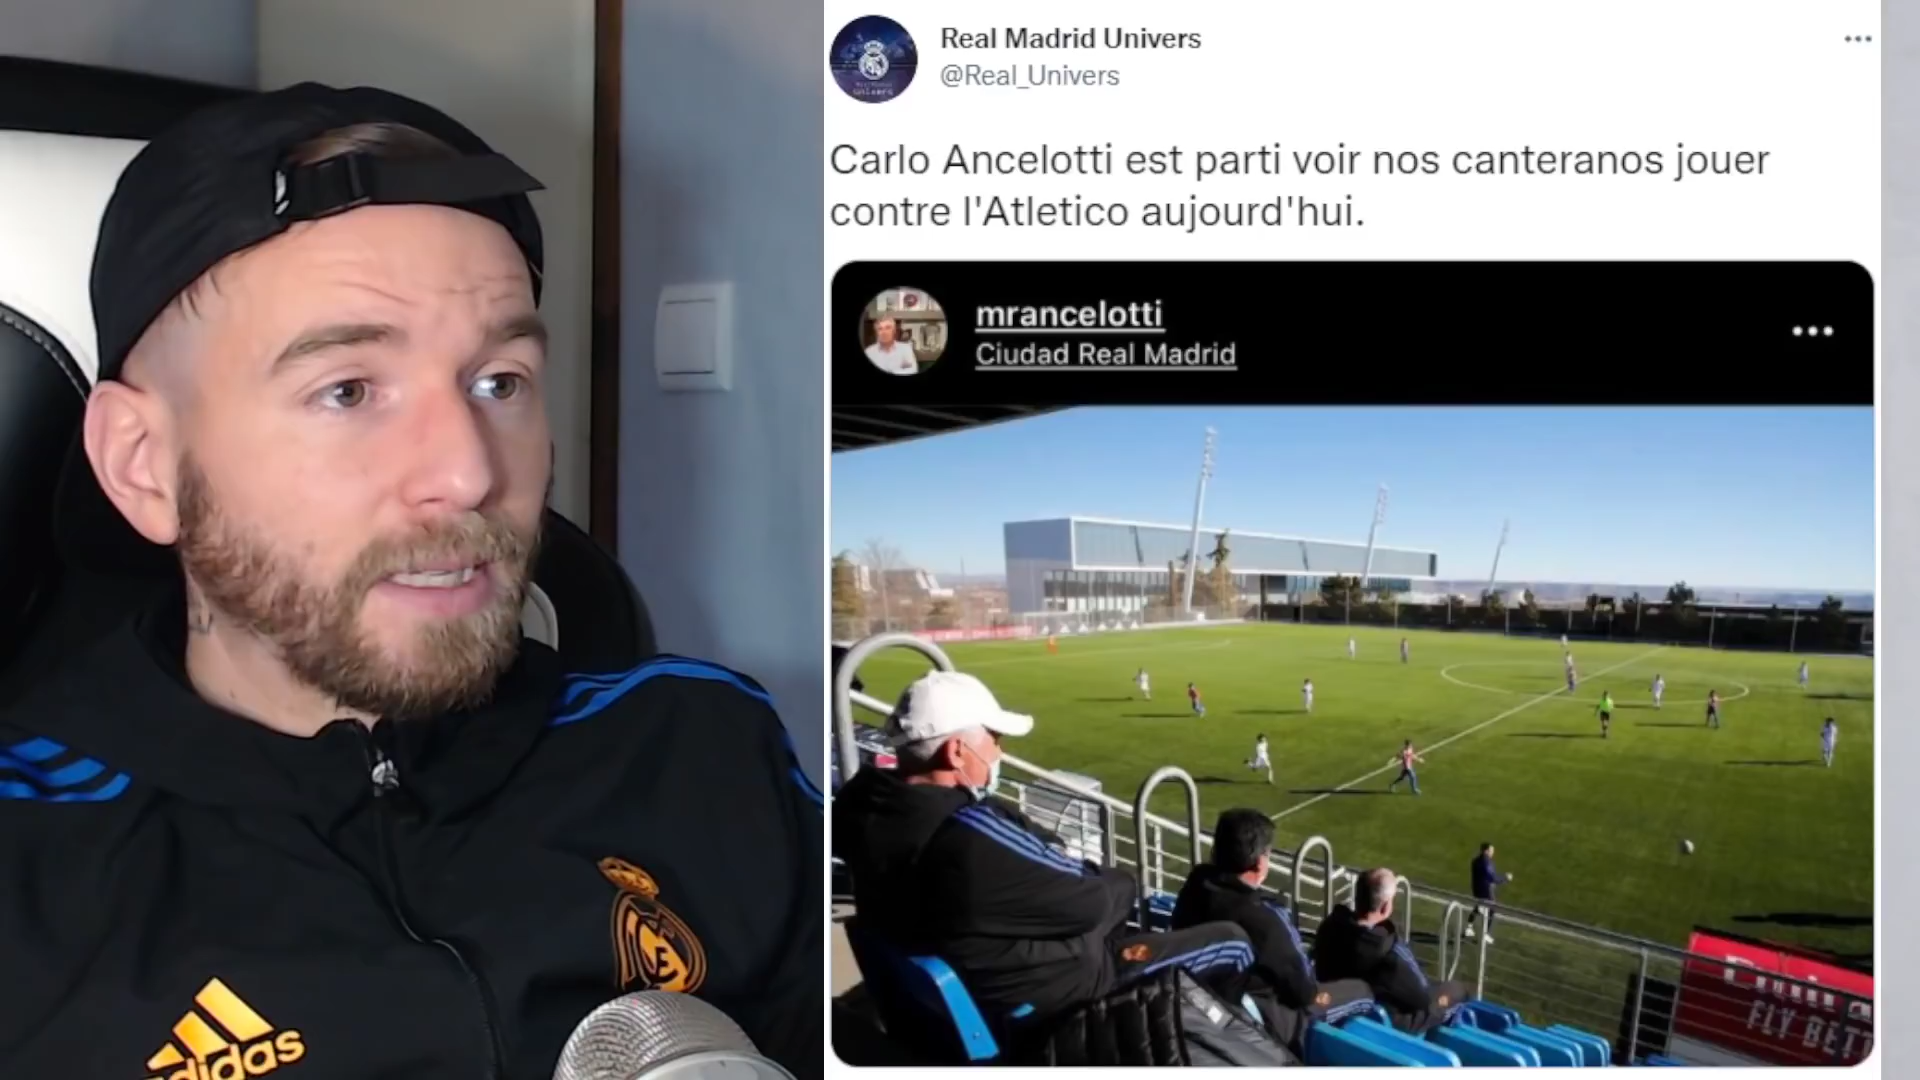 Real Madrid Univers
@Real_Univers
Carlo Ancelotti est parti voir nos canteranos jouer
contre l'Atletico aujourd'hui.
mrancelotti
Ciudad Real Madrid
FLY BETT
adidas